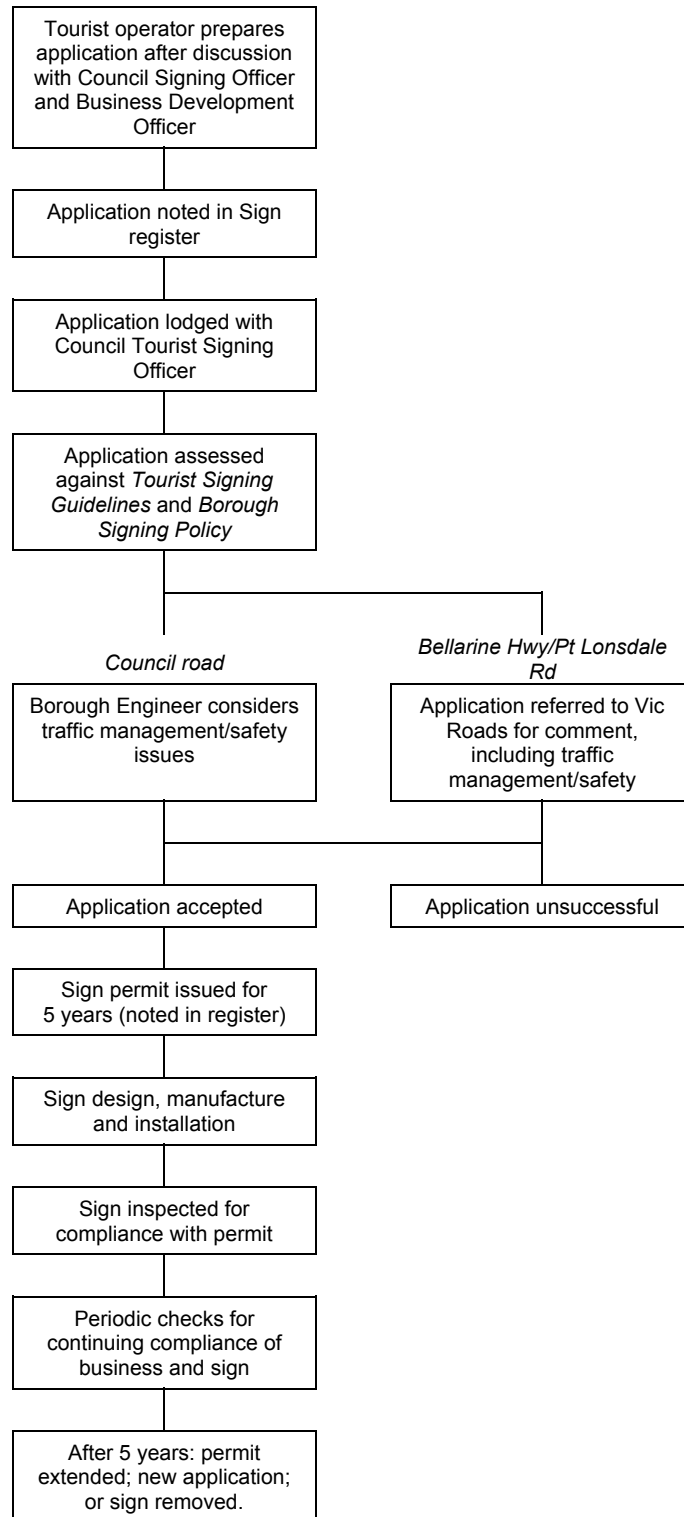 Tourist operator prepares
application after discussion
with Council Signing Officer
and Business Development
Officer
Application noted in Sign
register
Application lodged with
Council Tourist Signing
Officer
Application assessed
against Tourist Signing
Guidelines and Borough
Signing Policy
Council road
Borough Engineer considers
traffic management/safety
issues
Bellarine Hwy/Pt Lonsdale
Rd
Application referred to Vic
Roads for comment,
including traffic
management/safety
Application accepted
Application unsuccessful
Sign permit issued for
5 years (noted in register)
Sign design, manufacture
and installation
Sign inspected for
compliance with permit
Periodic checks for
continuing compliance of
business and sign
After 5 years: permit
extended; new application;
or sign removed.